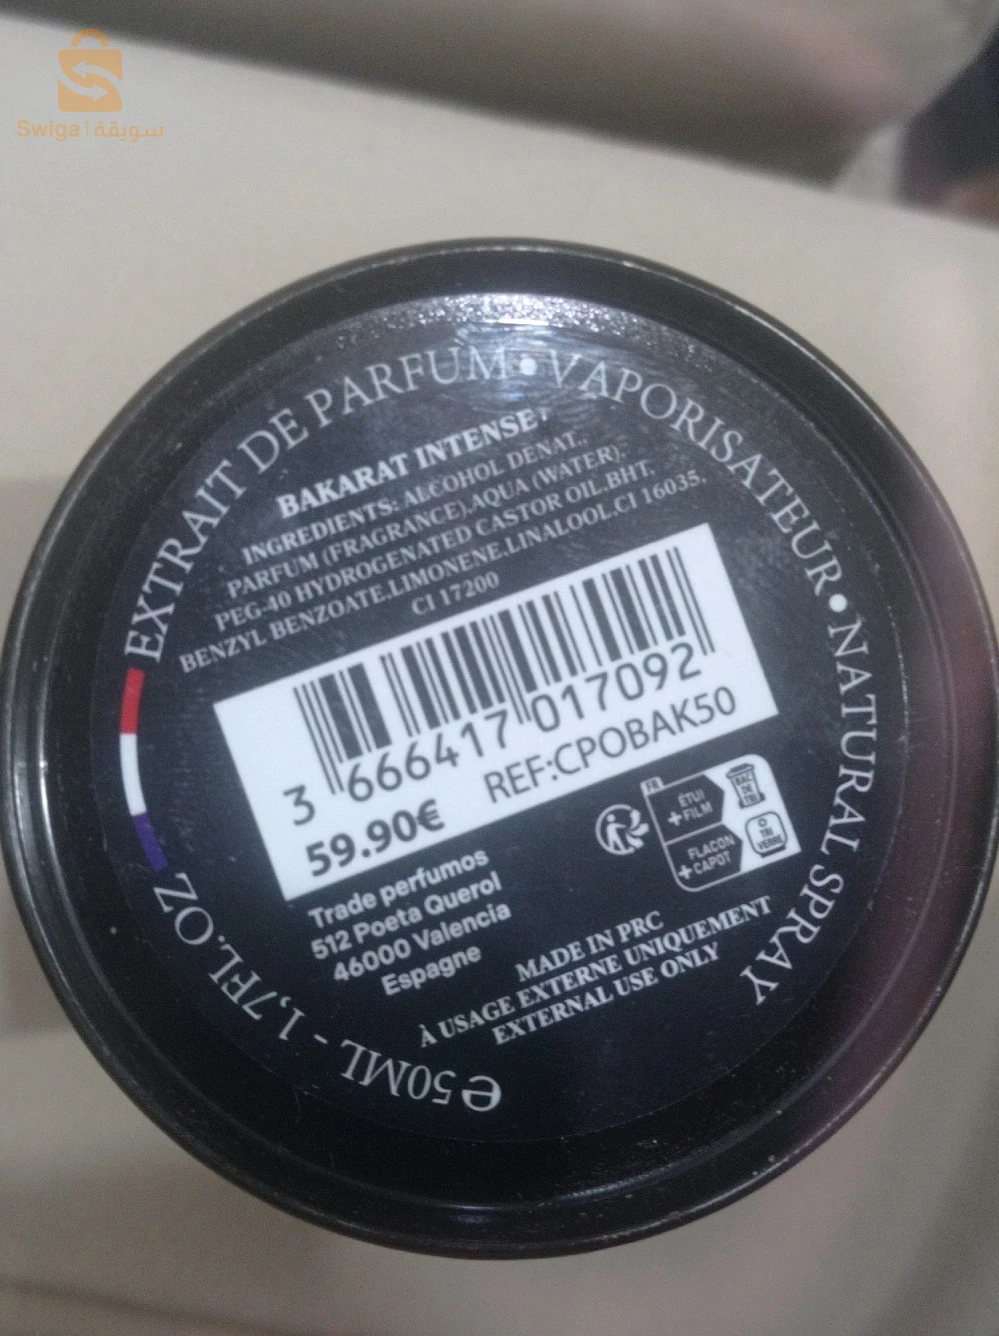 Swiga | سويقة
EXTRAIT DE PARFUM • VAPORISATEUR • NATURAL SPRAY
BAKARAT INTENSE:
INGREDIENTS: ALCOHOL DENAT.,
PARFUM (FRAGRANCE),AQUA (WATER),
PEG-40 HYDROGENATED CASTOR OIL,BHT,
BENZYL BENZOATE,LIMONENE,LINALOOL,CI 16035,
CI 17200
3 666417 017092
59.90€ REF:CPOBAK50
Trade perfumos
512 Poeta Querol
46000 Valencia
Espagne
FR
ÉTUI
+FILM
BAC
DE
TRI
FLACON
+CAPOT
TRI
VERRE
MADE IN PRC
À USAGE EXTERNE UNIQUEMENT
EXTERNAL USE ONLY
e 50ML - 1,7FL.OZ